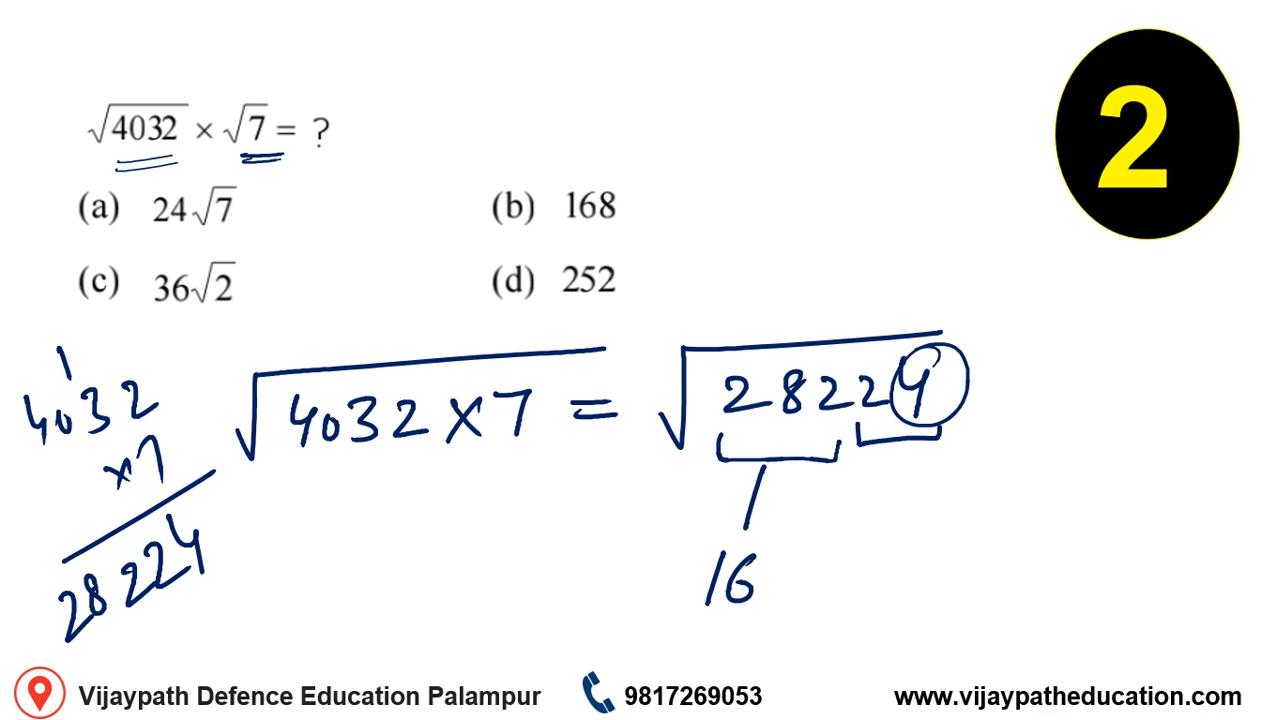 2
√4032 × √7 = ?
(a) 24√7 (b) 168
(c) 36√2 (d) 252
4032
×7
28224
√4032×7 = √28224
16
Vijaypath Defence Education Palampur 9817269053 www.vijaypatheducation.com